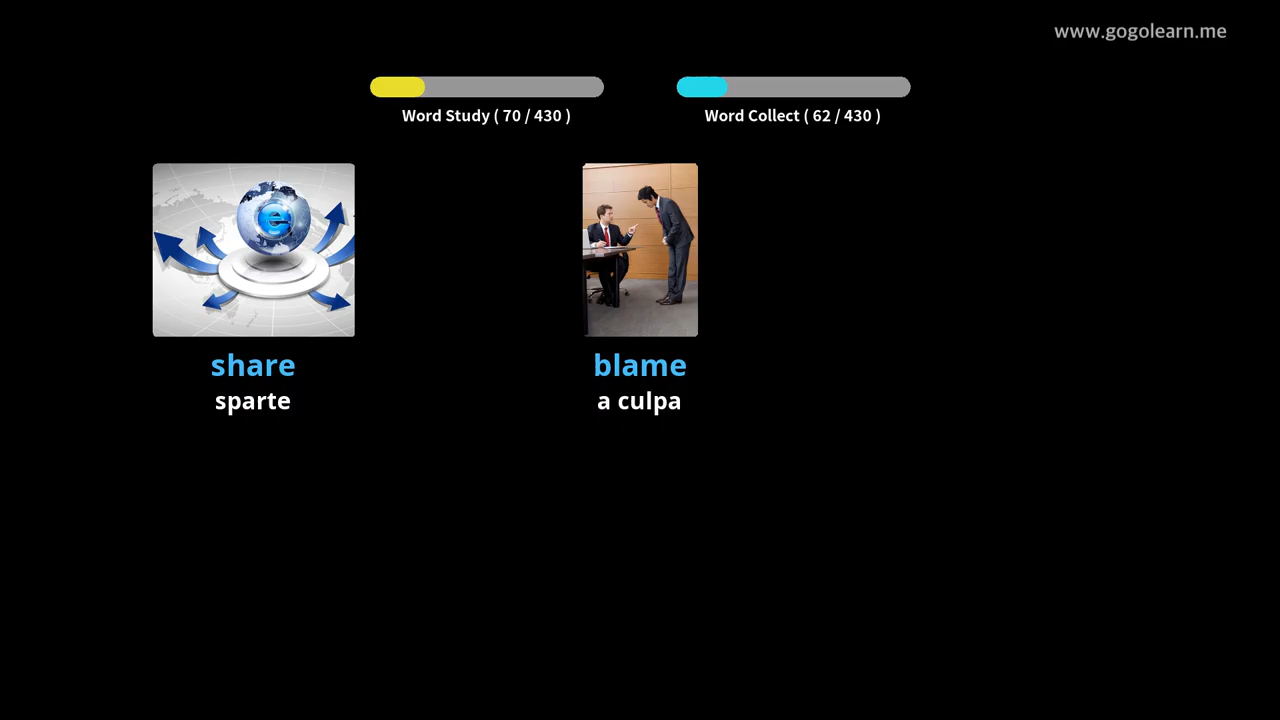 www.gogolearn.me
Word Study ( 70 / 430 )
Word Collect ( 62 / 430 )
e
share
sparte
blame
a culpa